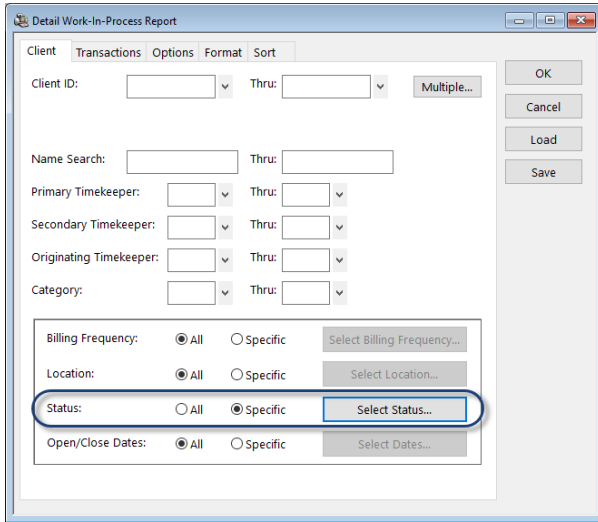 Detail Work-In-Process Report
Client Transactions Options Format Sort
Client ID: Thru: Multiple...
OK
Cancel
Load
Save
Name Search: Thru:
Primary Timekeeper: Thru:
Secondary Timekeeper: Thru:
Originating Timekeeper: Thru:
Category: Thru:
Billing Frequency: All Specific Select Billing Frequency...
Location: All Specific Select Location...
Status: All Specific Select Status...
Open/Close Dates: All Specific Select Dates...